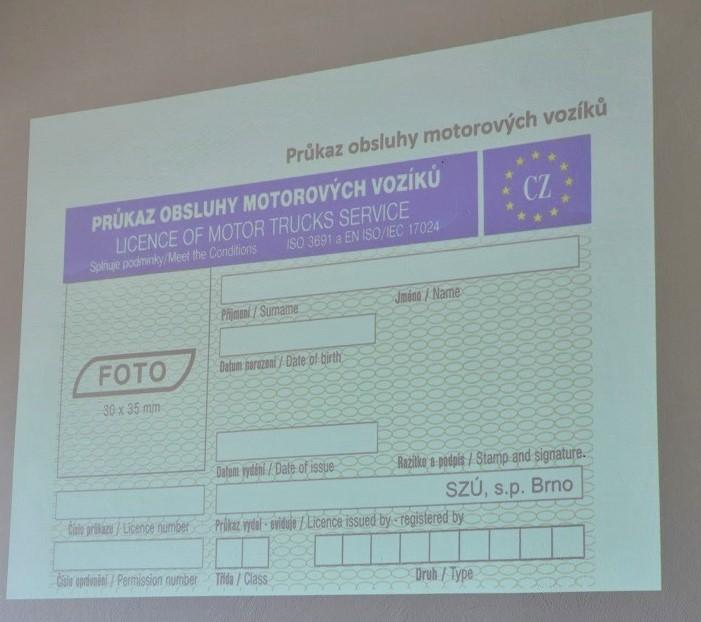 Průkaz obsluhy motorových vozíků
PRŮKAZ OBSLUHY MOTOROVÝCH VOZÍKŮ
LICENCE OF MOTOR TRUCKS SERVICE
Splňuje podmínky/Meet the Conditions ISO 3691 a EN ISO/IEC 17024
CZ
Příjmení / Surname
Jméno / Name
Datum narození / Date of birth
FOTO
30 x 35 mm
Datum vydání / Date of issue
Razítko a podpis / Stamp and signature.
SZÚ, s.p. Brno
Číslo průkazu / Licence number
Průkaz vydal - eviduje / Licence issued by - registered by
Číslo oprávnění / Permission number
Třída / Class
Druh / Type